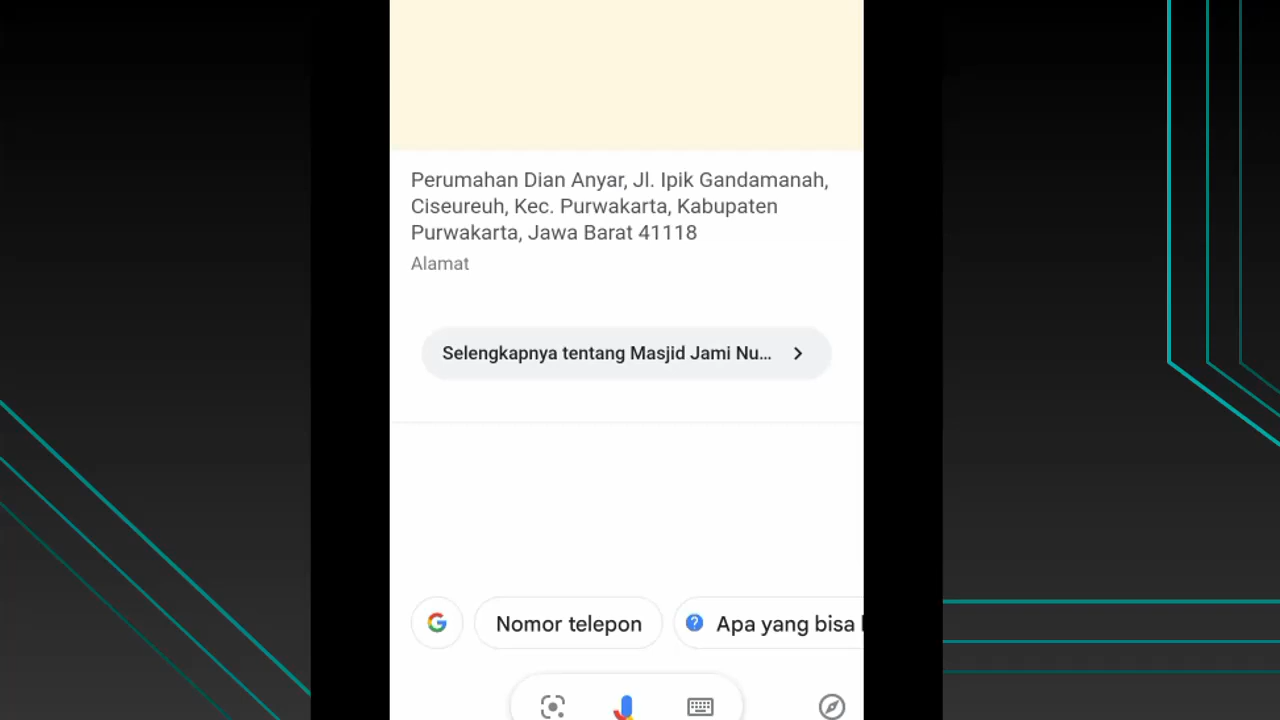 Perumahan Dian Anyar, Jl. Ipik Gandamanah,
Ciseureuh, Kec. Purwakarta, Kabupaten
Purwakarta, Jawa Barat 41118
Alamat
Selengkapnya tentang Masjid Jami Nu...
Nomor telepon
Apa yang bisa